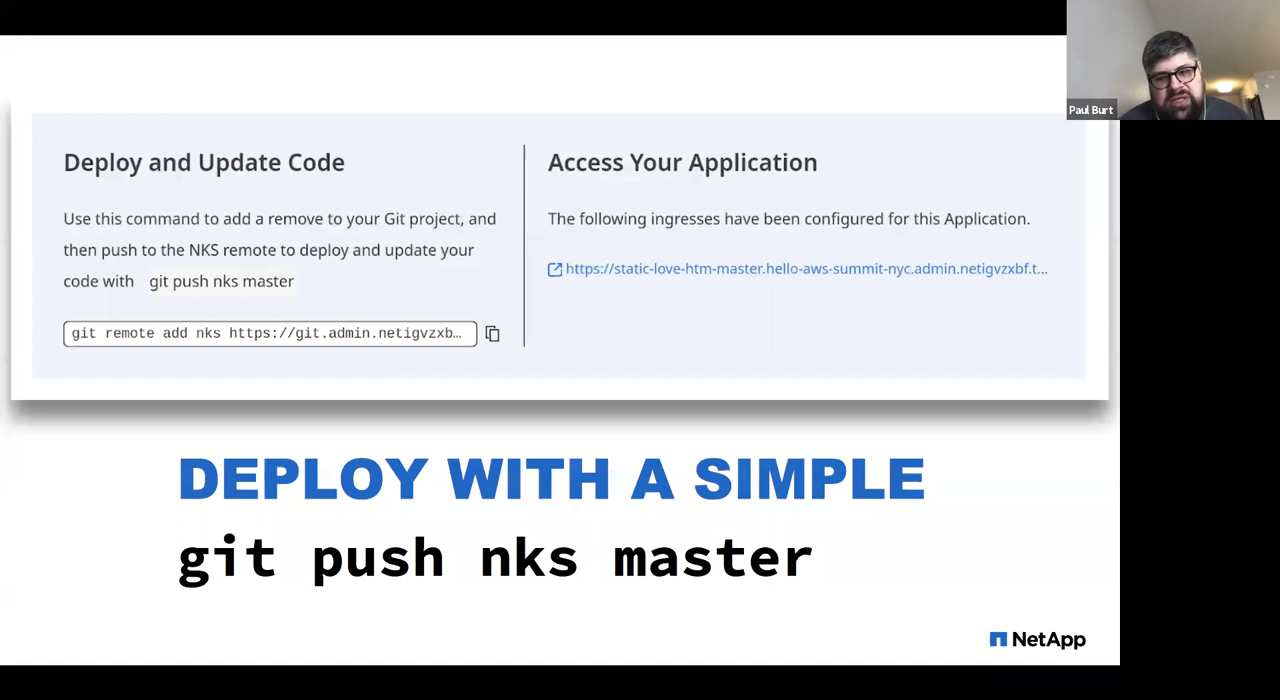 Paul Burt
Deploy and Update Code
Use this command to add a remove to your Git project, and
then push to the NKS remote to deploy and update your
code with git push nks master
git remote add nks https://git.admin.netigvzxb…
Access Your Application
The following ingresses have been configured for this Application.
https://static-love-htm-master.hello-aws-summit-nyc.admin.netigvzxbf.t...
DEPLOY WITH A SIMPLE
git push nks master
NetApp